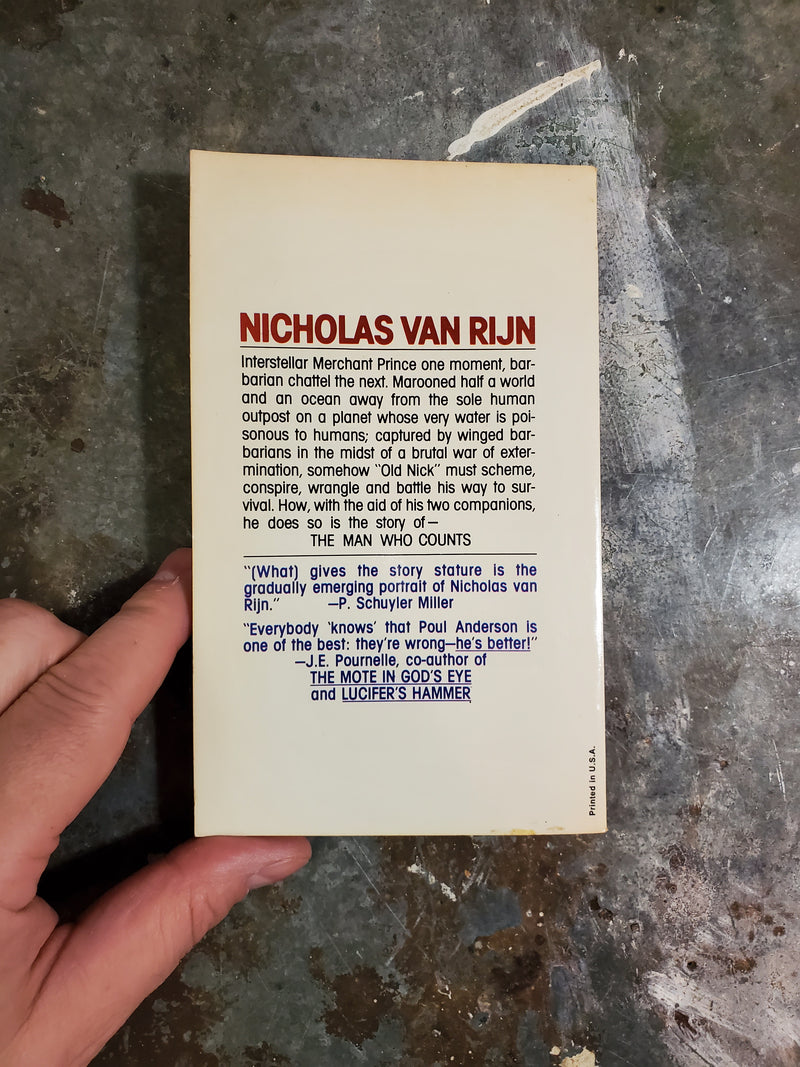 NICHOLAS VAN RIJN
Interstellar Merchant Prince one moment, bar-
barian chattel the next. Marooned half a world
and an ocean away from the sole human
outpost on a planet whose very water is poi-
sonous to humans; captured by winged bar-
barians in the midst of a brutal war of exter-
mination, somehow "Old Nick" must scheme,
conspire, wrangle and battle his way to sur-
vival. How, with the aid of his two companions,
he does so is the story of—
THE MAN WHO COUNTS
"(What) gives the story stature is the
gradually emerging portrait of Nicholas van
Rijn." —P. Schuyler Miller
"Everybody 'knows' that Poul Anderson is
one of the best: they're wrong—he's better!"
—J.E. Pournelle, co-author of
THE MOTE IN GOD'S EYE
and LUCIFER'S HAMMER
Printed in U.S.A.